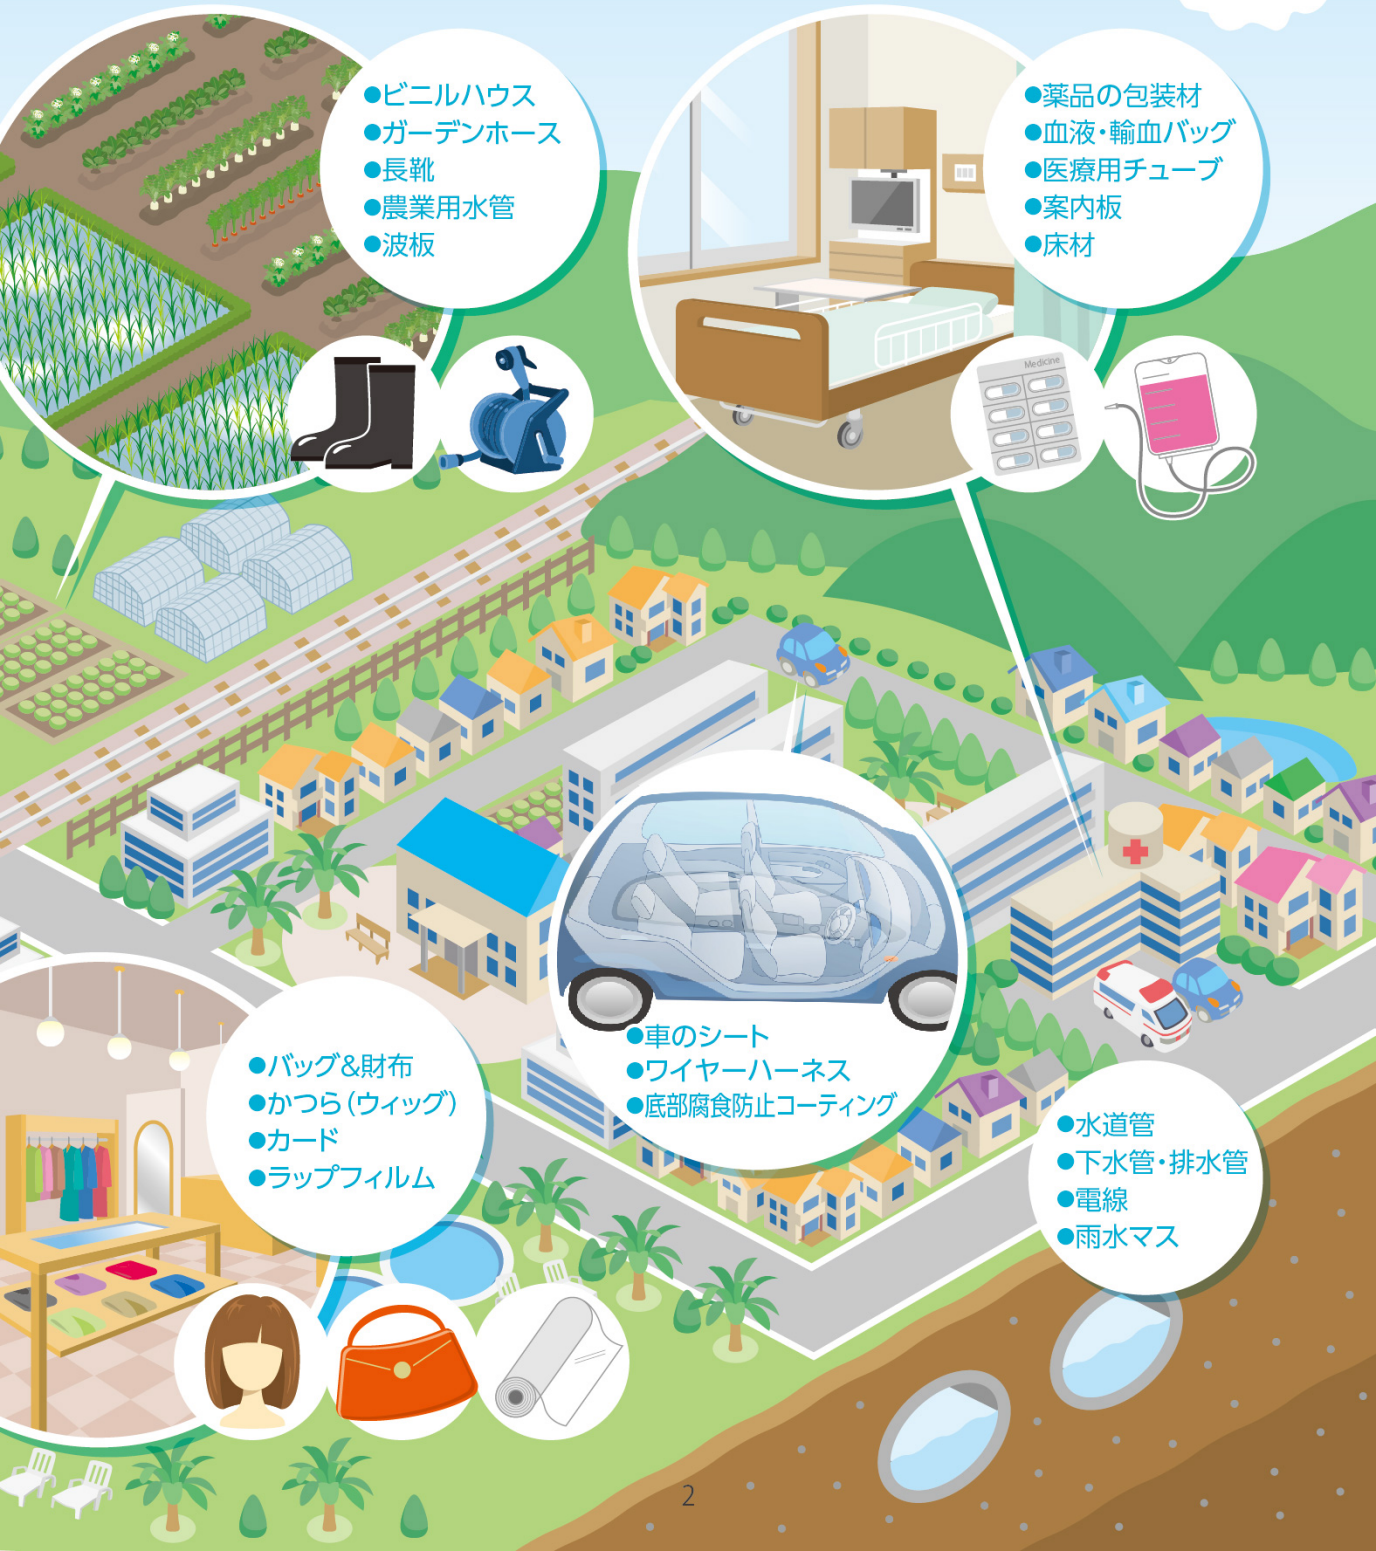 ●ビニルハウス
●ガーデンホース
●長靴
●農業用水管
●波板
●薬品の包装材
●血液・輸血バッグ
●医療用チューブ
●案内板
●床材
Medicine
●車のシート
●ワイヤーハーネス
●底部腐食防止コーティング
●バッグ&財布
●かつら（ウィッグ）
●カード
●ラップフィルム
●水道管
●下水管・排水管
●電線
●雨水マス
2